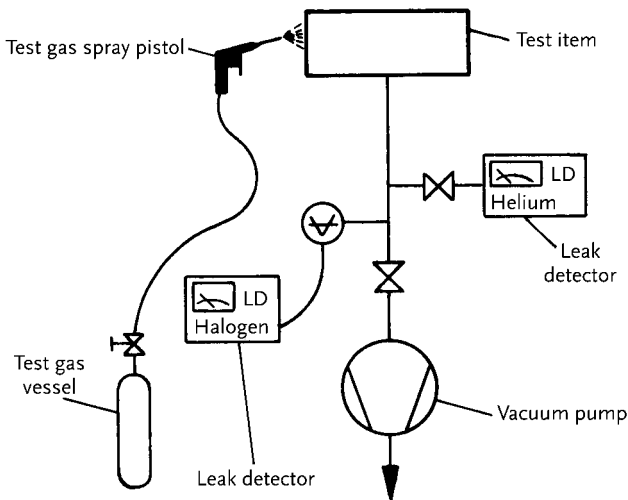 Test gas spray pistol
Test item
LD
Helium
Leak
detector
LD
Halogen
Test gas
vessel
Vacuum pump
Leak detector